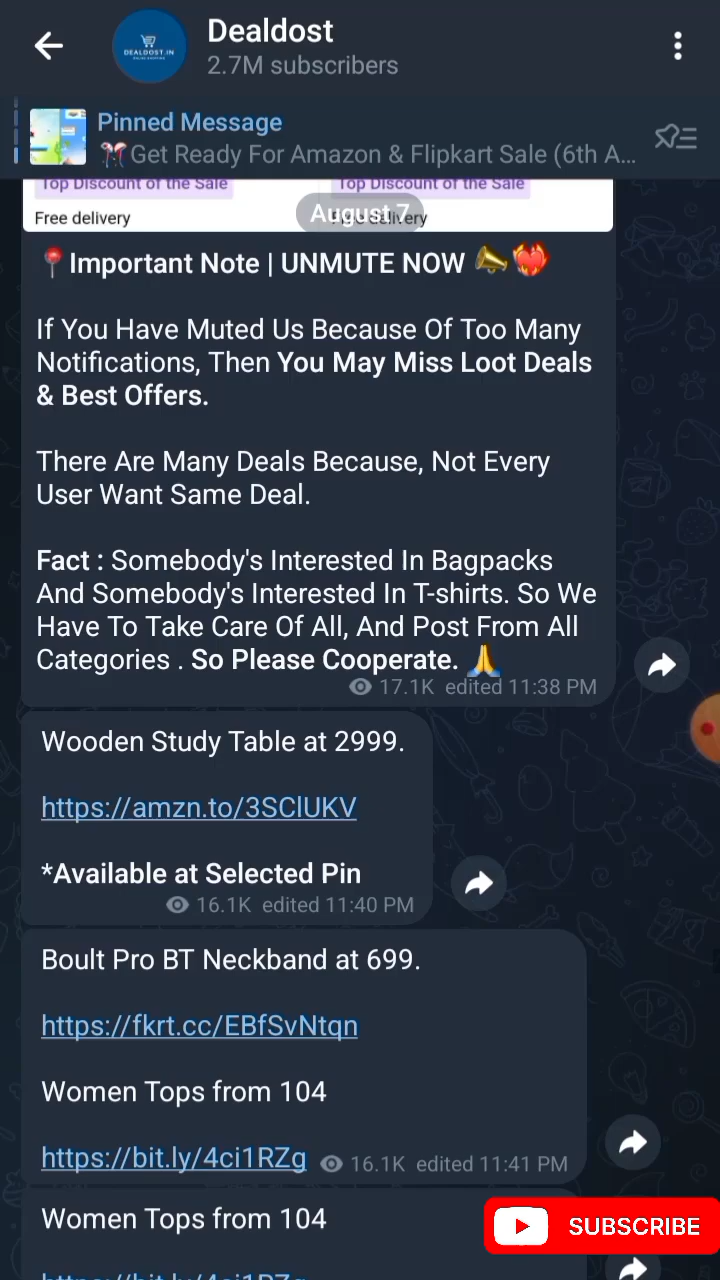 Dealdost
2.7M subscribers
DEALDOST.IN
Pinned Message
Get Ready For Amazon & Flipkart Sale (6th A...
Top Discount of the Sale
Top Discount of the Sale
Free delivery
August 7
Important Note | UNMUTE NOW
If You Have Muted Us Because Of Too Many
Notifications, Then You May Miss Loot Deals
& Best Offers.
There Are Many Deals Because, Not Every
User Want Same Deal.
Fact : Somebody's Interested In Bagpacks
And Somebody's Interested In T-shirts. So We
Have To Take Care Of All, And Post From All
Categories . So Please Cooperate.
17.1K edited 11:38 PM
Wooden Study Table at 2999.
https://amzn.to/3SClUKV
*Available at Selected Pin
16.1K edited 11:40 PM
Boult Pro BT Neckband at 699.
https://fkrt.cc/EBfSvNtqn
Women Tops from 104
https://bit.ly/4ci1RZg
16.1K edited 11:41 PM
Women Tops from 104
https://bit.ly/4ci1RZg
SUBSCRIBE